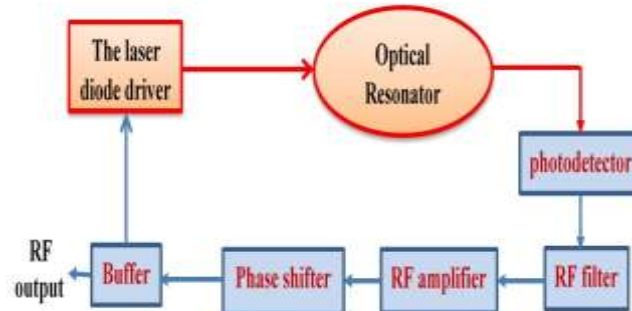 The laser
diode driver
Optical
Resonator
photodetector
RF filter
RF amplifier
Phase shifter
Buffer
RF
output